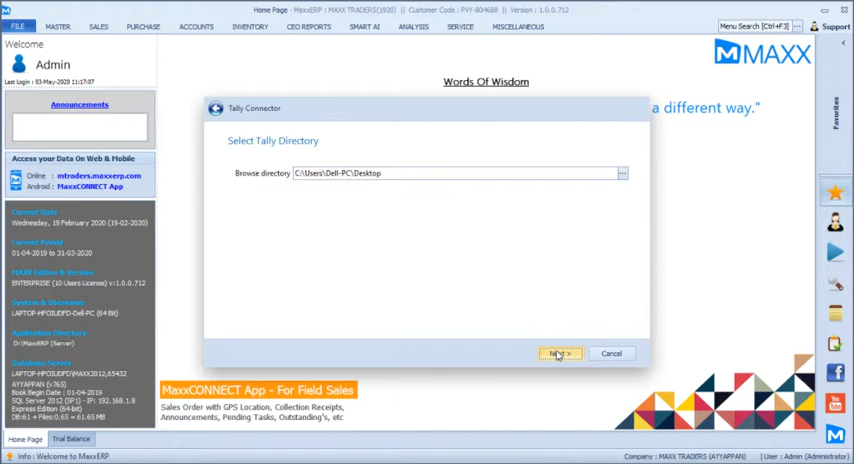 Home Page - MaxxERP : MAXX TRADERS(1920) || Customer Code : PVY-804688 || Version : 1.0.0.712
FILE MASTER SALES PURCHASE ACCOUNTS INVENTORY CEO REPORTS SMART AI ANALYSIS SERVICE MISCELLANEOUS Menu Search [Ctrl+F3] ... Support
Welcome
Admin
Last Login : 03-May-2020 11:17:07
Announcements
Access your Data On Web & Mobile
Online : mtraders.maxxerp.com
Android : MaxxCONNECT App
Current Date
Wednesday, 19 February 2020 (19-02-2020)
Current Period
01-04-2019 to 31-03-2020
MAXX Edition & Version
ENTERPRISE (10 Users License) v:1.0.0.712
System & Username
LAPTOP-HFOIUDFD-Dell-PC (64 Bit)
Application Directory
D:\MaxxERP (Server)
Database Server
LAPTOP-HFOIUDFD\MAXX2012,65432
AYYAPPAN (v765)
Book Begin Date : 01-04-2019
SQL Server 2012 (SP1) - IP: 192.168.1.8
Express Edition (64-bit)
DB:61 + Files:0.65 = 61.65 MB
MAXX
Words Of Wisdom
a different way."
Tally Connector
Select Tally Directory
Browse directory C:\Users\Dell-PC\Desktop ...
Next > Cancel
MaxxCONNECT App - For Field Sales
Sales Order with GPS Location, Collection Receipts,
Announcements, Pending Tasks, Outstanding's, etc
Favorites
You
Tube
Home Page Trial Balance
Info : Welcome to MaxxERP Company : MAXX TRADERS (AYYAPPAN) User : Admin (Administrator)